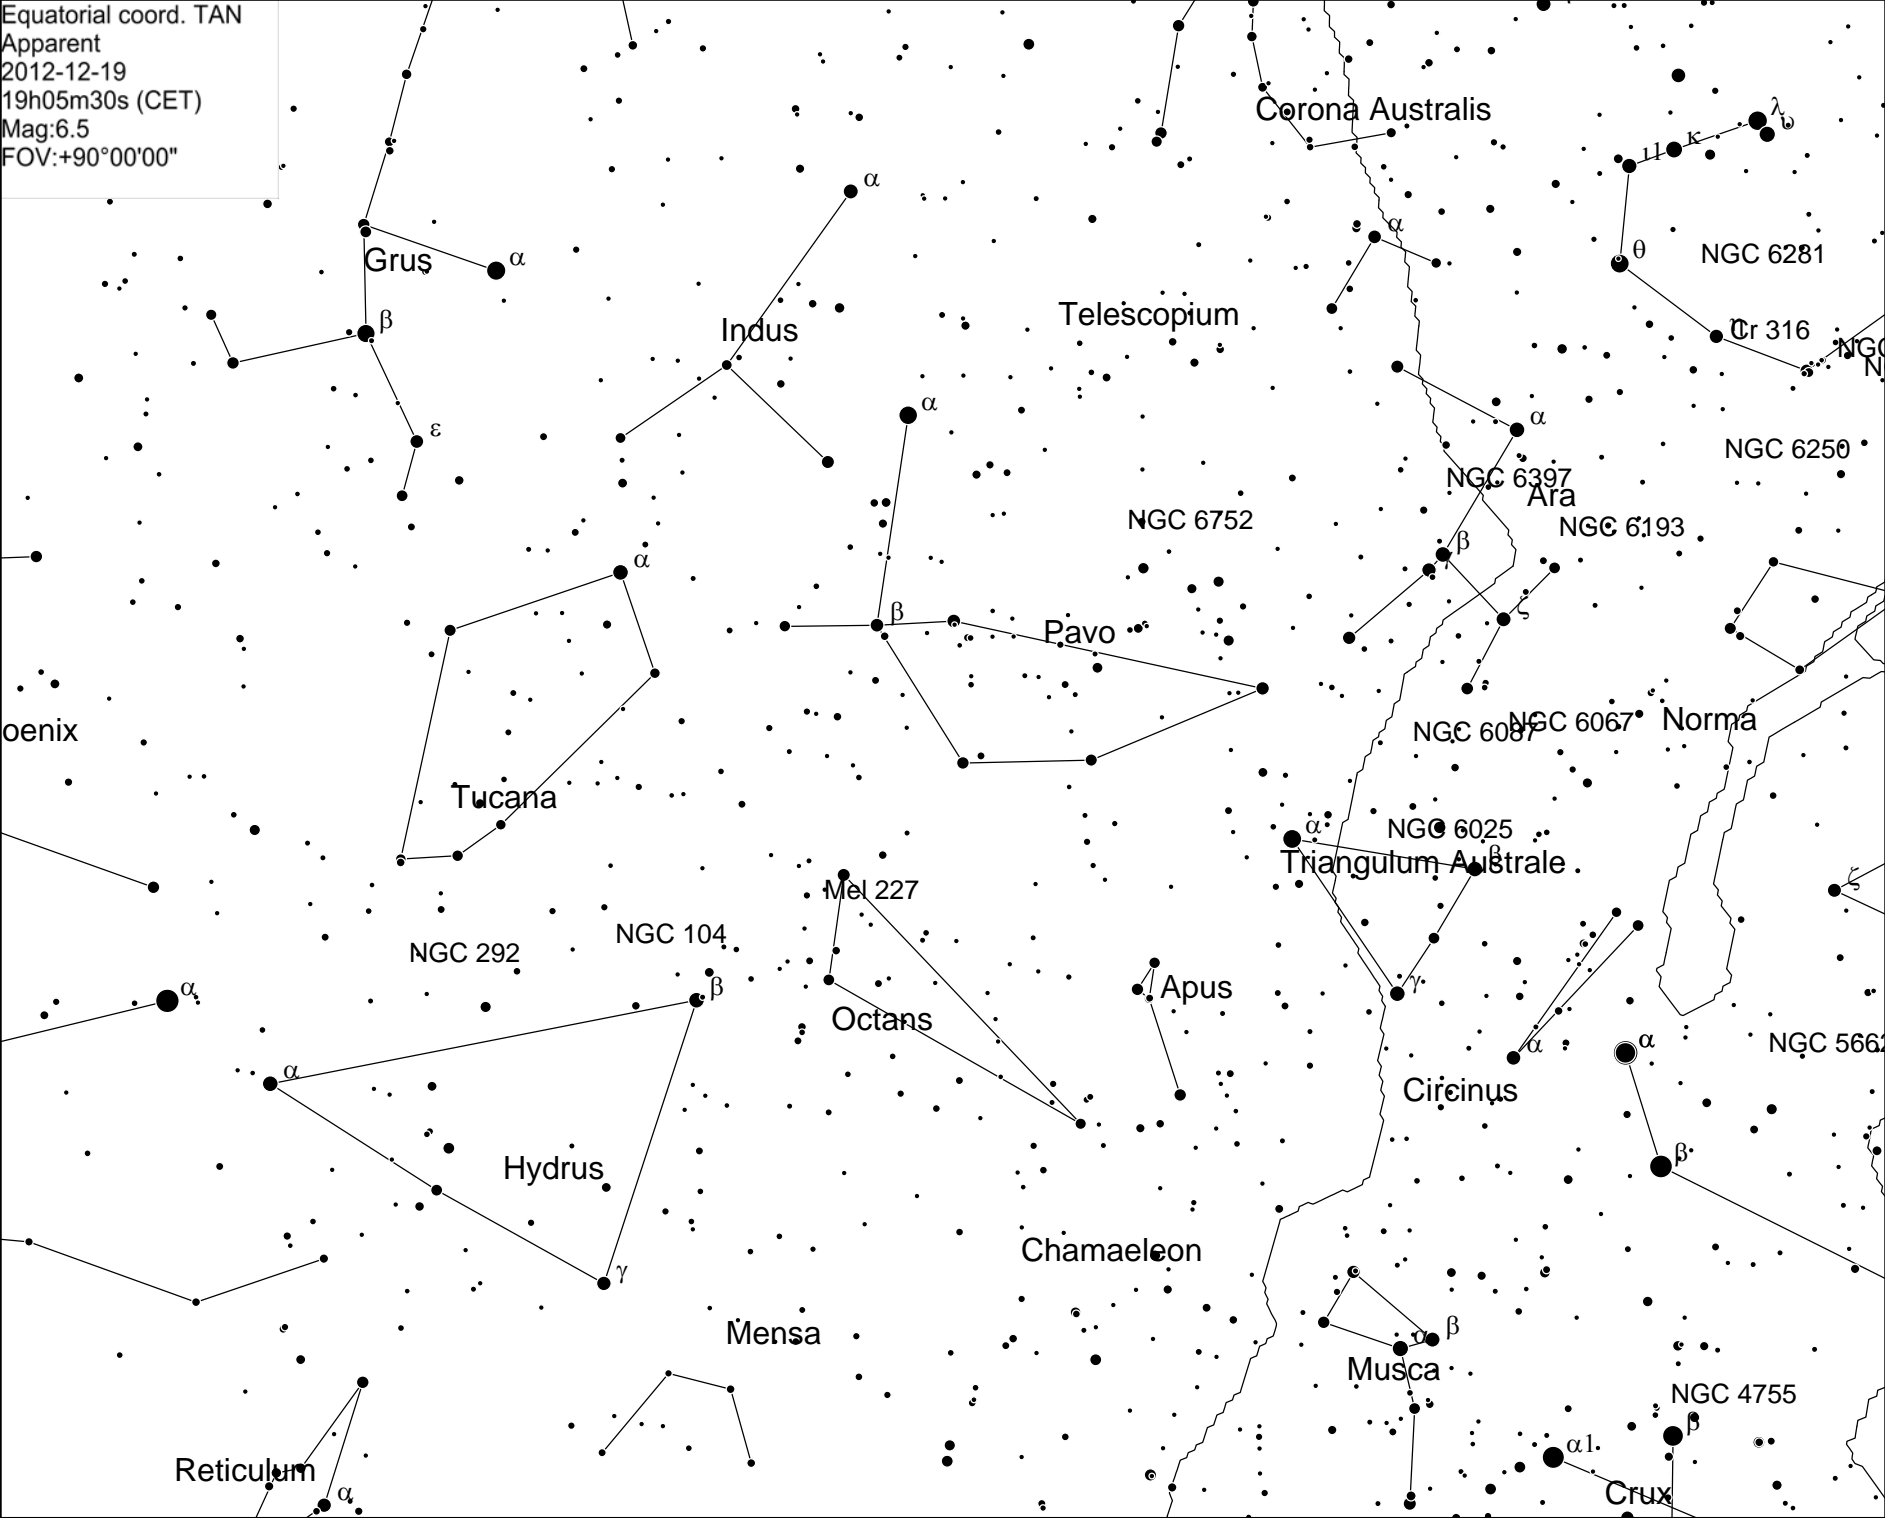 Equatorial coord. TAN
Apparent
2012-12-19
19h05m30s (CET)
Mag:6.5
FOV:+90°00'00"
Corona Australis
λ
υ
ι1
κ
α
α
θ
NGC 6281
Grus
α
Telescopium
β
Indus
η
Cr 316
NGC
N
α
α
ε
NGC 6250
NGC 6397
Ara
NGC 6752
NGC 6193
β
γ
α
β
ζ
Pavo
oenix
NGC 6087
NGC 6067
Norma
Tucana
α
NGC 6025
β
Triangulum Australe
ζ
Mel 227
NGC 104
NGC 292
α
β
Apus
γ
Octans
α
α
NGC 5662
α
Circinus
β
Hydrus
Chamaeleon
γ
Mensa
α
β
Musca
NGC 4755
β
α1
Reticulum
α
Crux